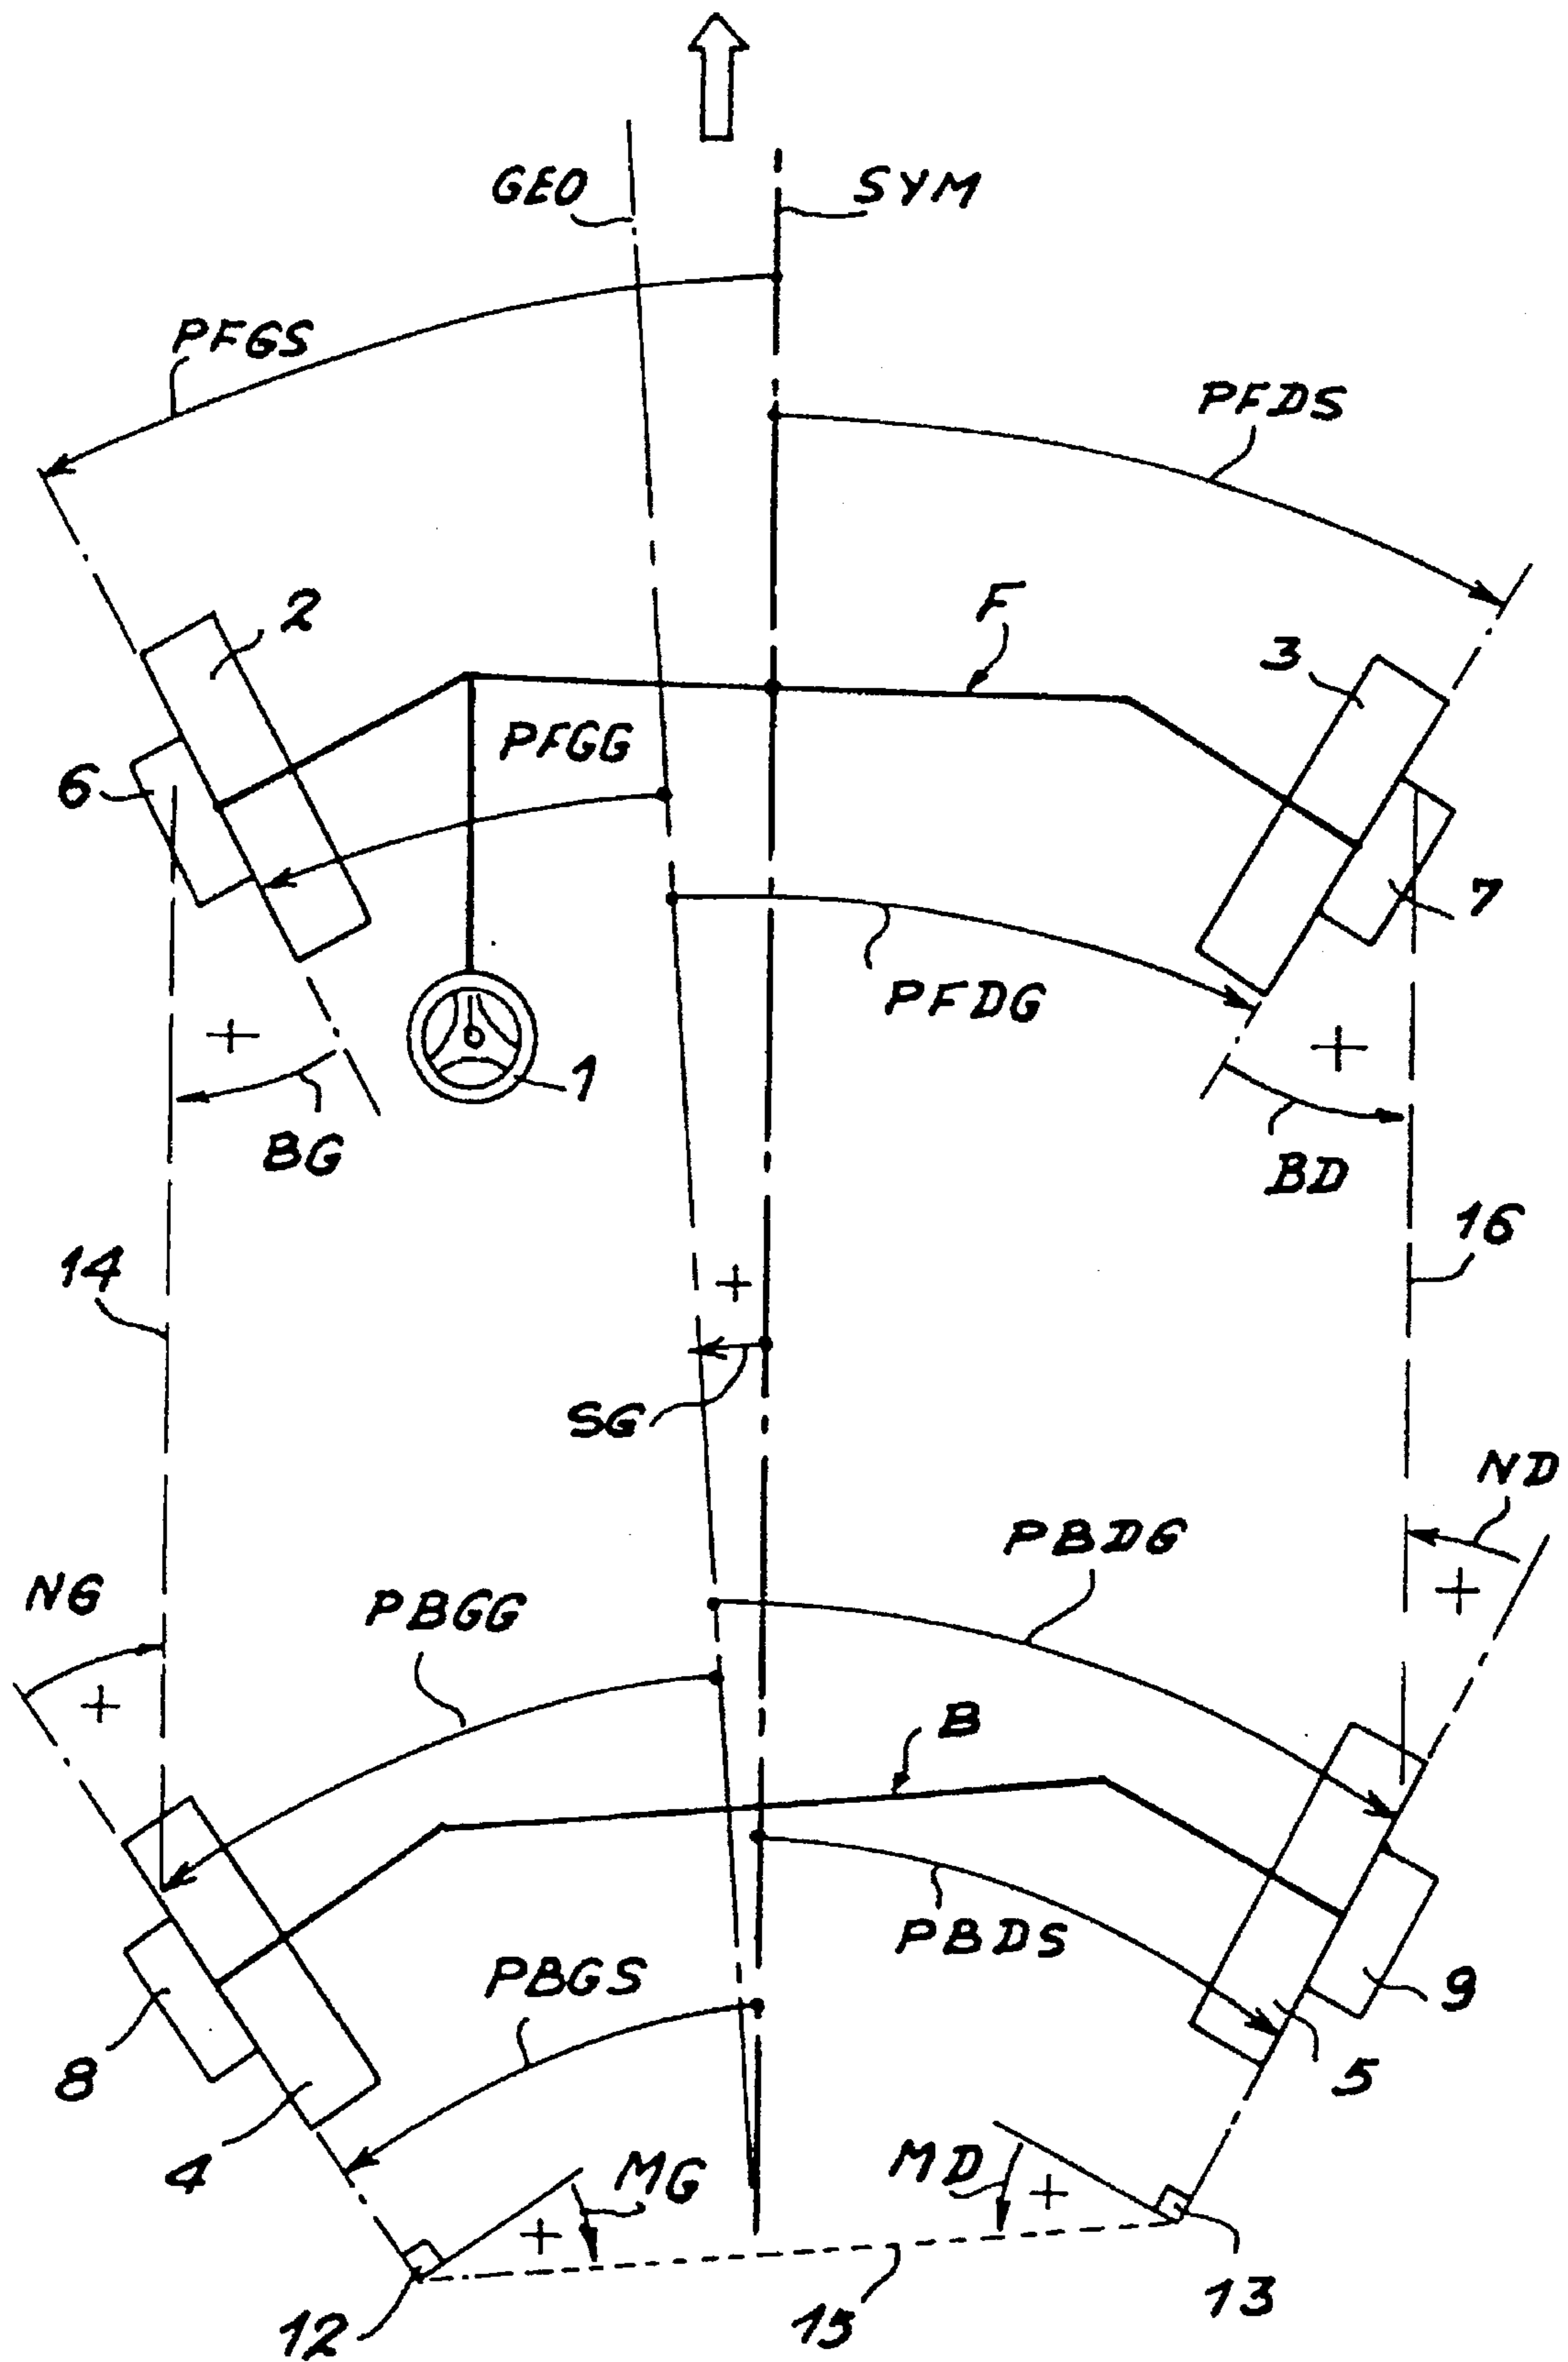 GEO
SYM
PFGS
PFDS
2
F
3
PFGG
6
7
PFDG
+
+
1
BG
BD
16
14
+
SG
ND
PBDG
NG
PBGG
+
+
B
PBDS
PBGS
9
8
5
4
MG
MD
+
+
12
15
13